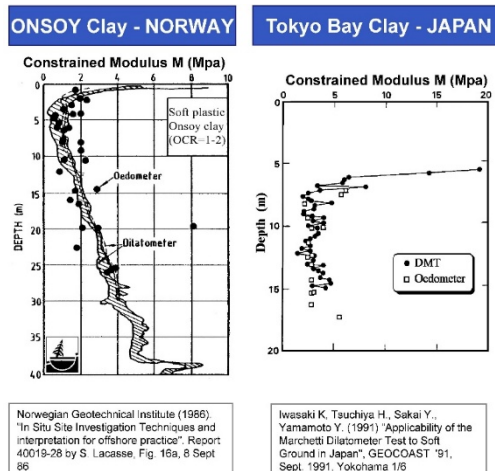 ONSOY Clay - NORWAY
Constrained Modulus M (Mpa)
0 2 4 6 8 10
0
5
10
15
20
25
30
35
40
DEPTH (m)
Soft plastic
Onsoy clay
(OCR=1-2)
Oedometer
Dilatometer
Norwegian Geotechnical Institute (1986).
"In Situ Site Investigation Techniques and
interpretation for offshore practice". Report
40019-28 by S. Lacasse, Fig. 16a, 8 Sept
86
Tokyo Bay Clay - JAPAN
Constrained Modulus M (Mpa)
0 5 10 15 20
0
5
10
15
20
Depth (m)
DMT
Oedometer
Iwasaki K, Tsuchiya H., Sakai Y.,
Yamamoto Y. (1991) "Applicability of the
Marchetti Dilatometer Test to Soft
Ground in Japan", GEOCOAST '91,
Sept. 1991, Yokohama 1/6